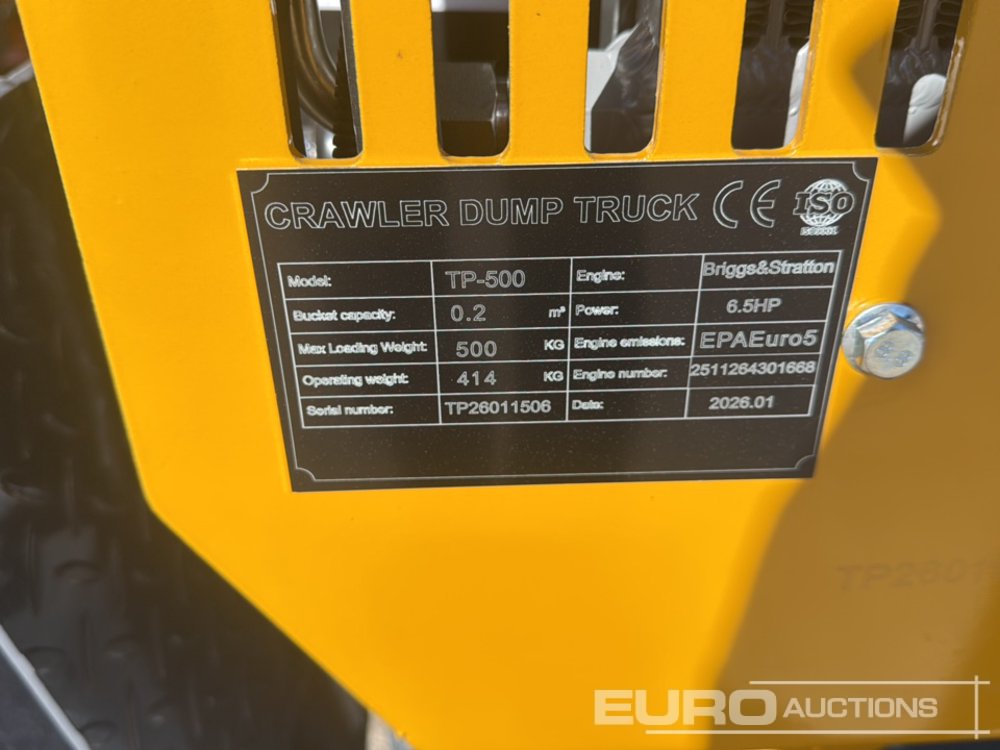 CRAWLER DUMP TRUCK CE ISO
Model: TP-500 Engine: Briggs&Stratton
Bucket capacity: 0.2 m³ Power: 6.5HP
Max Loading Weight: 500 KG Engine emissions: EPAEuro5
Operating weight: 414 KG Engine number: 2511264301668
Serial number: TP26011506 Date: 2026.01
EURO AUCTIONS